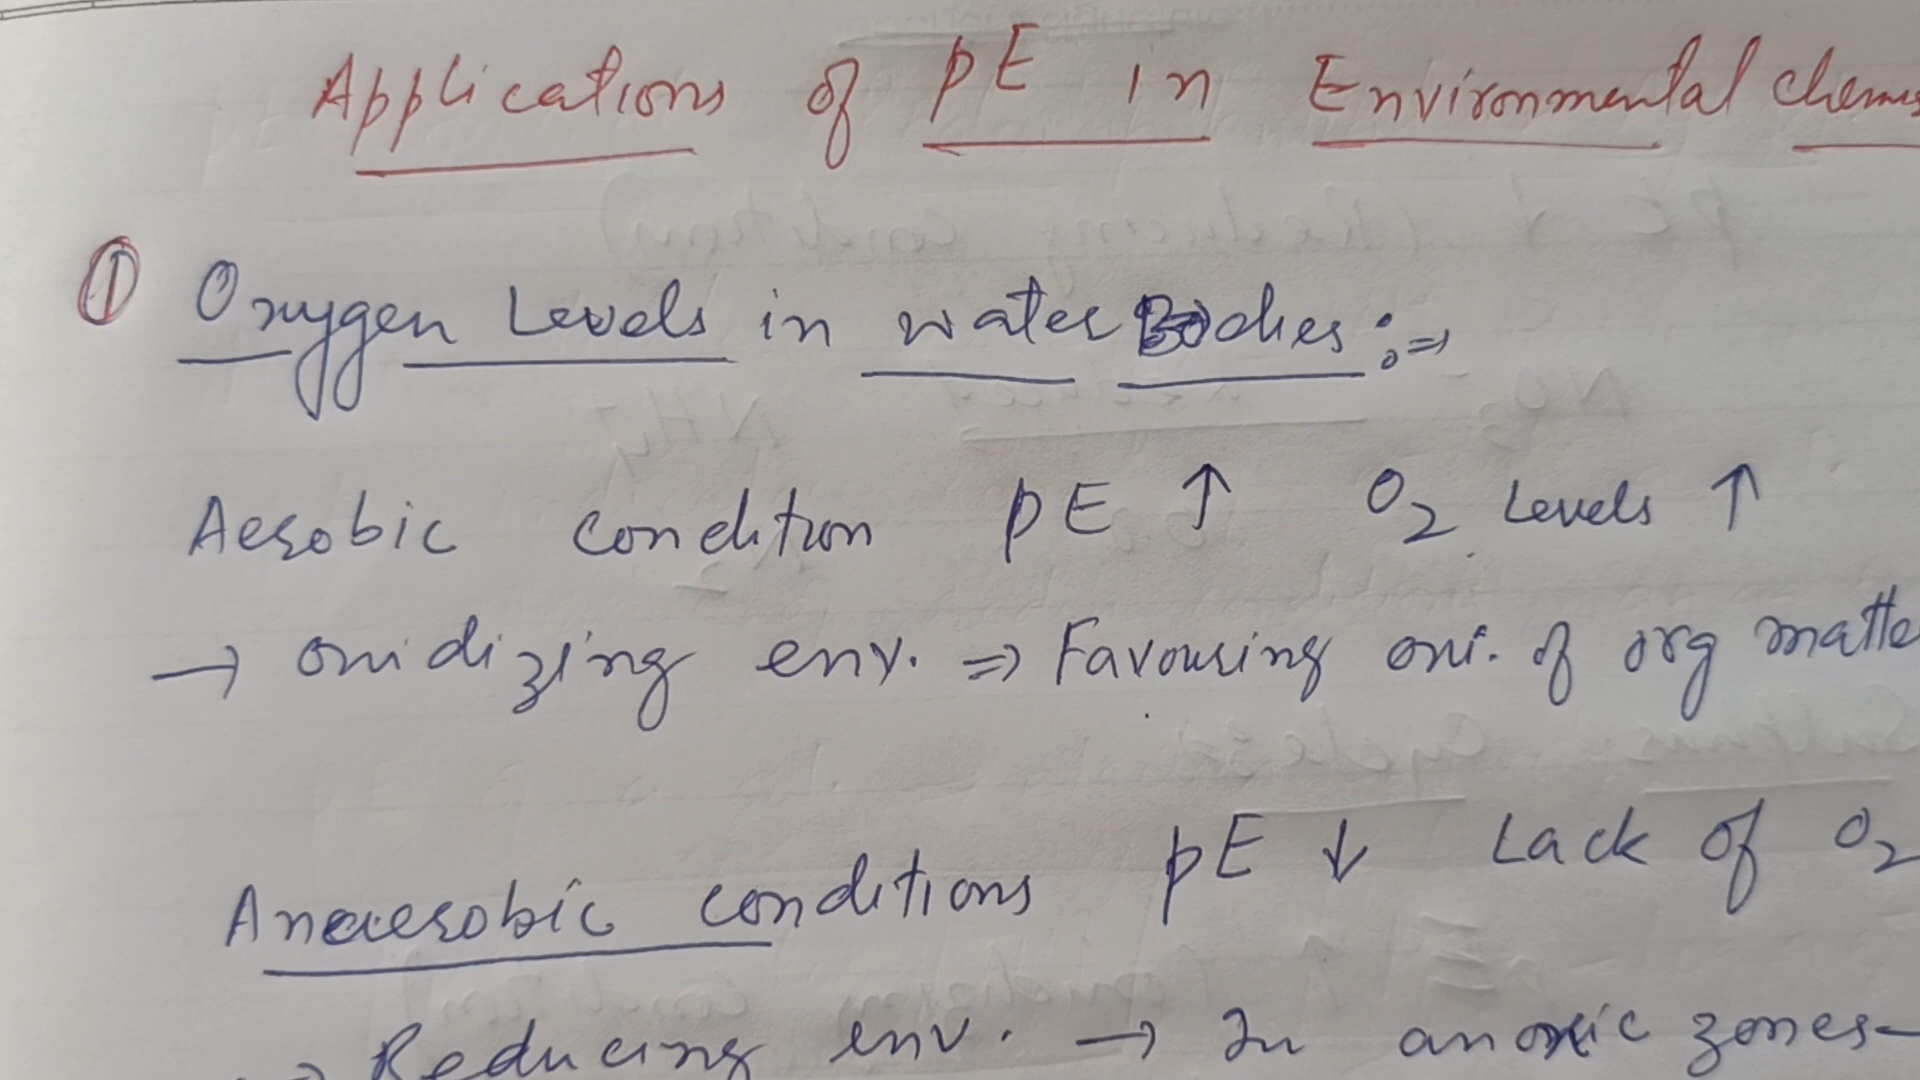 Applications of pE in Environmental
① Oxygen Levels in water Bodies :⇒
Aerobic condition pE ↑ O₂ Levels ↑
→ oxidizing env. ⇒ Favouring oxi. of org matte
Anaerobic conditions pE ↓ Lack of O₂
→ Reducing env. → In anoxic zones-